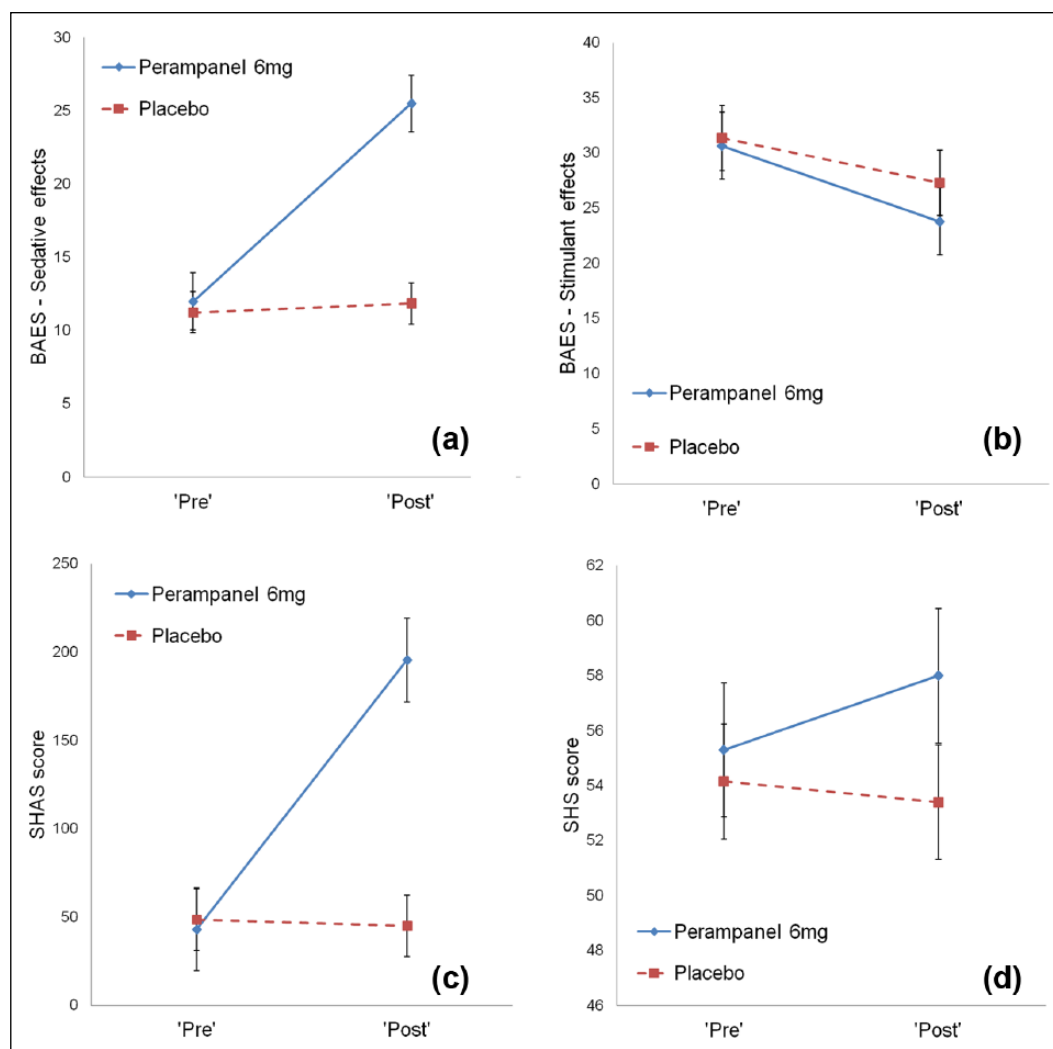 BAES - Sedative effects
30
25
20
15
10
5
0
Perampanel 6mg
Placebo
(a)
'Pre'
'Post'
BAES - Stimulant effects
40
35
30
25
20
15
10
5
0
Perampanel 6mg
Placebo
(b)
'Pre'
'Post'
SHAS score
250
200
150
100
50
0
Perampanel 6mg
Placebo
(c)
'Pre'
'Post'
SHS score
62
60
58
56
54
52
50
48
46
Perampanel 6mg
Placebo
(d)
'Pre'
'Post'